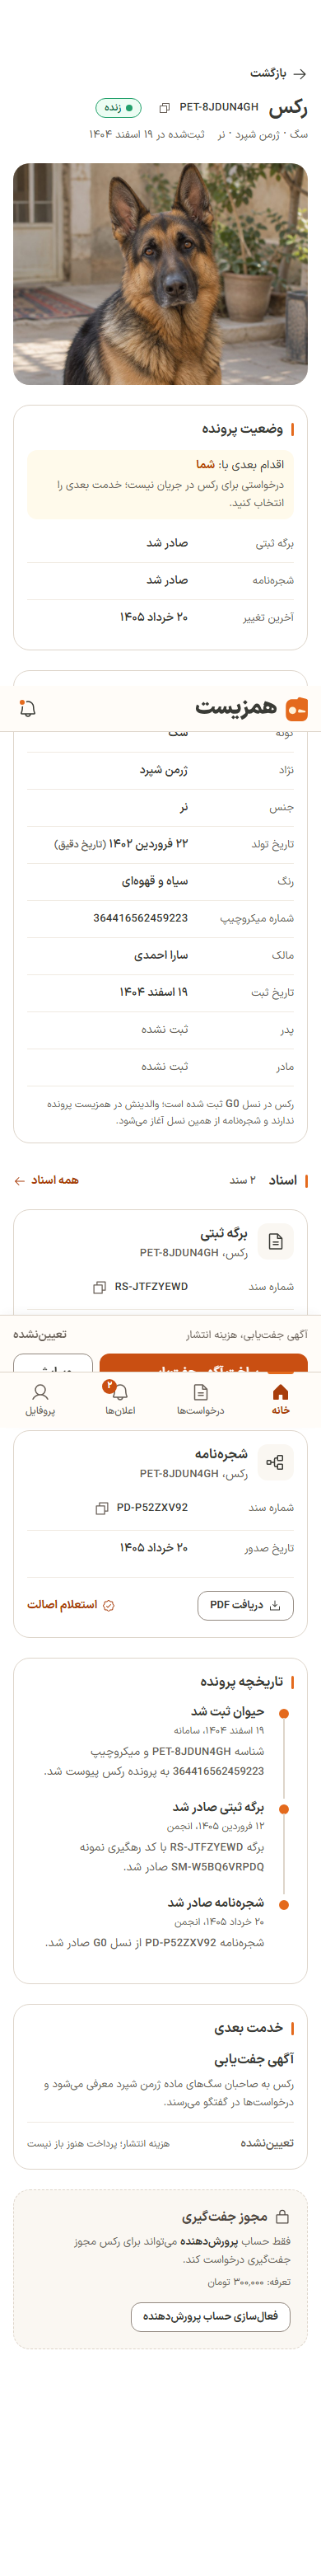 بازگشت
رکس PET-8JDUN4GH زنده
سگ · ژرمن شپرد · نر ثبت‌شده در ۱۹ اسفند ۱۴۰۴
وضعیت پرونده
اقدام بعدی با: شما
درخواستی برای رکس در جریان نیست؛ خدمت بعدی را
انتخاب کنید.
برگه ثبتی صادر شد
شجره‌نامه صادر شد
آخرین تغییر ۲۰ خرداد ۱۴۰۵
همزیست
گونه سگ
نژاد ژرمن شپرد
جنس نر
تاریخ تولد ۲۲ فروردین ۱۴۰۲ (تاریخ دقیق)
رنگ سیاه و قهوه‌ای
شماره میکروچیپ 364416562459223
مالک سارا احمدی
تاریخ ثبت ۱۹ اسفند ۱۴۰۴
پدر ثبت نشده
مادر ثبت نشده
رکس در نسل G0 ثبت شده است؛ والدینش در همزیست پرونده
ندارند و شجره‌نامه از همین نسل آغاز می‌شود.
اسناد ۲ سند همه اسناد
برگه ثبتی
رکس، PET-8JDUN4GH
شماره سند RS-JTFZYEWD
آگهی جفت‌یابی، هزینه انتشار تعیین‌نشده
خانه درخواست‌ها اعلان‌ها ۲ پروفایل
شجره‌نامه
رکس، PET-8JDUN4GH
شماره سند PD-P52ZXV92
تاریخ صدور ۲۰ خرداد ۱۴۰۵
دریافت PDF استعلام اصالت
تاریخچه پرونده
حیوان ثبت شد
۱۹ اسفند ۱۴۰۴، سامانه
شناسه PET-8JDUN4GH و میکروچیپ
364416562459223 به پرونده رکس پیوست شد.
برگه ثبتی صادر شد
۱۲ فروردین ۱۴۰۵، انجمن
برگه RS-JTFZYEWD با کد رهگیری نمونه
SM-W5BQ6VRPDQ صادر شد.
شجره‌نامه صادر شد
۲۰ خرداد ۱۴۰۵، انجمن
شجره‌نامه PD-P52ZXV92 از نسل G0 صادر شد.
خدمت بعدی
آگهی جفت‌یابی
رکس به صاحبان سگ‌های ماده ژرمن شپرد معرفی می‌شود و
درخواست‌ها در گفتگو می‌رسند.
تعیین‌نشده هزینه انتشار؛ پرداخت هنوز باز نیست
مجوز جفت‌گیری
فقط حساب پرورش‌دهنده می‌تواند برای رکس مجوز
جفت‌گیری درخواست کند.
تعرفه: ۳۰۰,۰۰۰ تومان
فعال‌سازی حساب پرورش‌دهنده